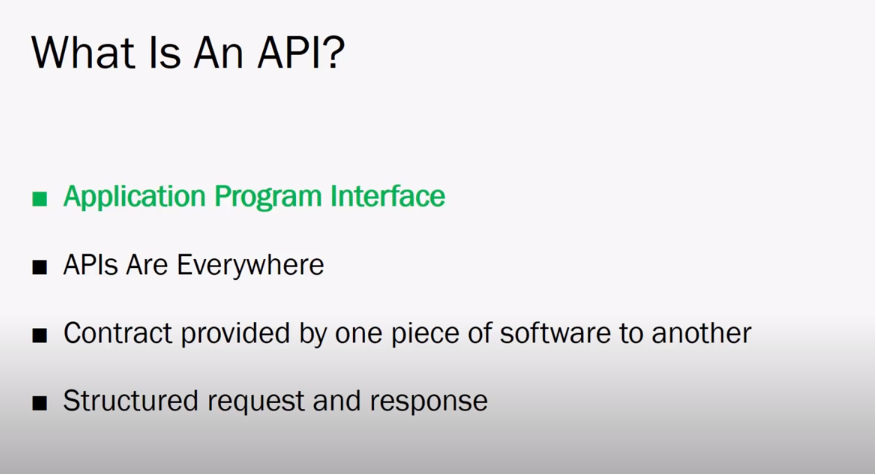 What Is An API?
■ Application Program Interface
■ APIs Are Everywhere
■ Contract provided by one piece of software to another
■ Structured request and response